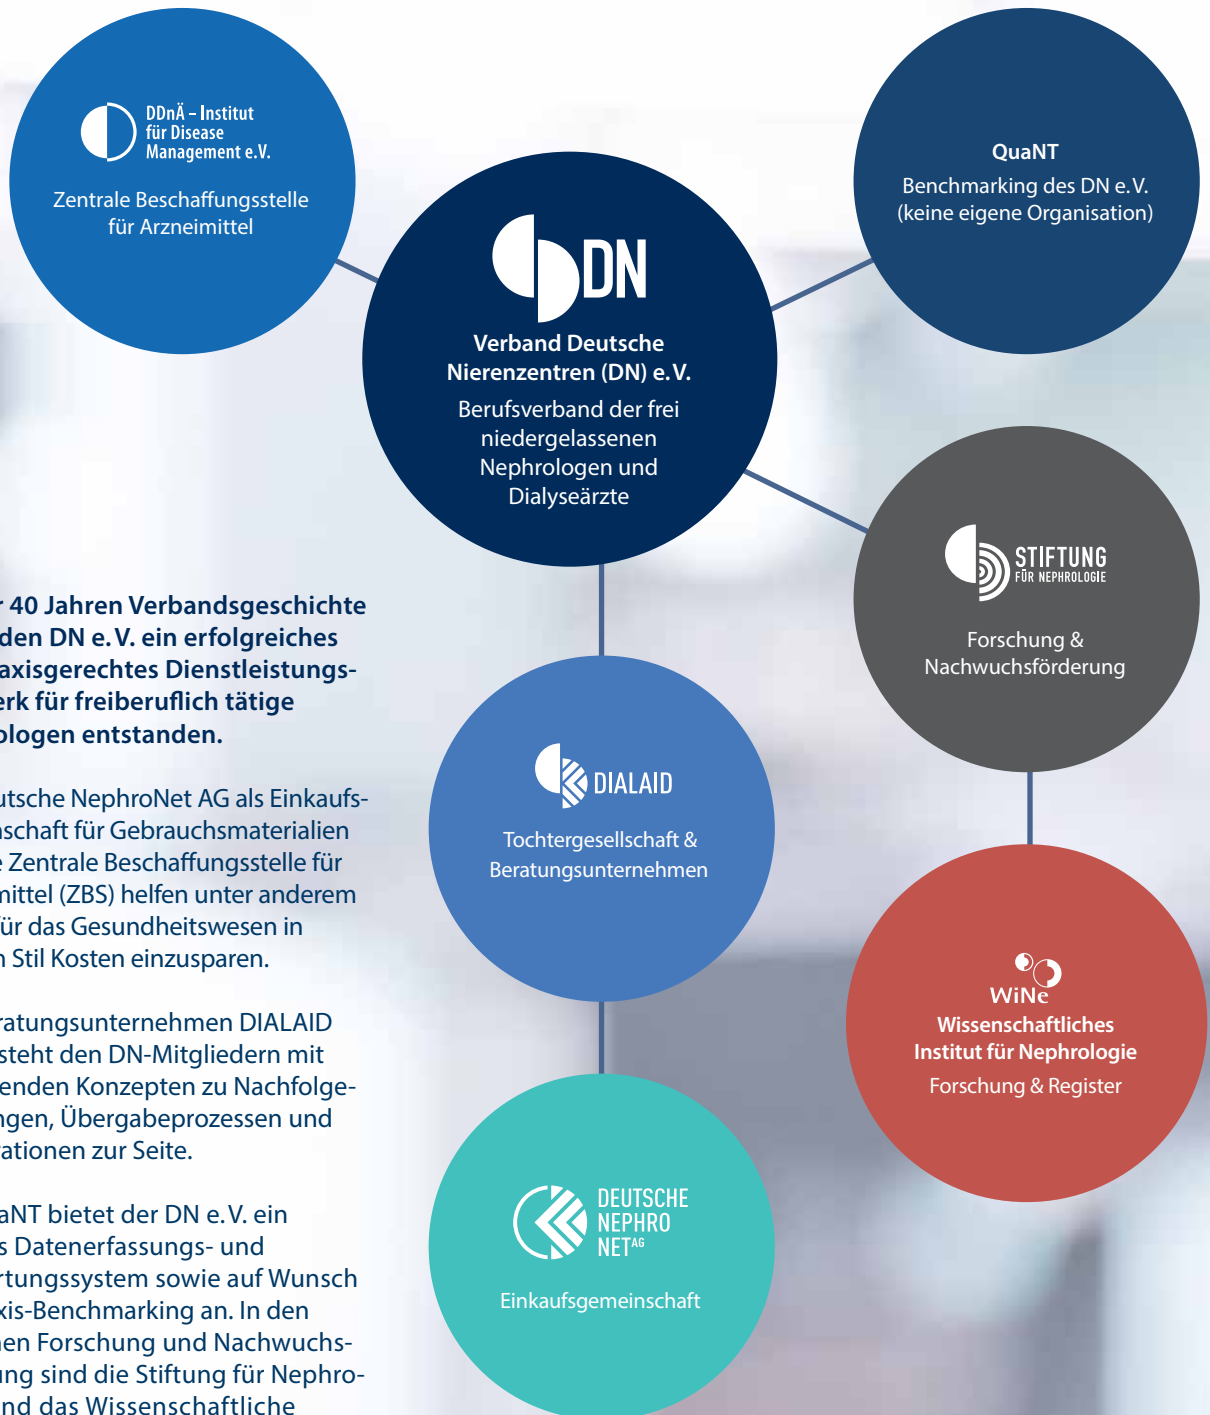 DDnÄ – Institut
für Disease
Management e.V.
Zentrale Beschaffungsstelle
für Arzneimittel
QuaNT
Benchmarking des DN e.V.
(keine eigene Organisation)
DN
Verband Deutsche
Nierenzentren (DN) e.V.
Berufsverband der frei
niedergelassenen
Nephrologen und
Dialyseärzte
STIFTUNG
FÜR NEPHROLOGIE
Forschung &
Nachwuchsförderung
DIALAID
Tochtergesellschaft &
Beratungsunternehmen
WiNe
Wissenschaftliches
Institut für Nephrologie
Forschung & Register
DEUTSCHE
NEPHRO
NET AG
Einkaufsgemeinschaft
r 40 Jahren Verbandsgeschichte
den DN e.V. ein erfolgreiches
axisgerechtes Dienstleistungs-
erk für freiberuflich tätige
ologen entstanden.
utsche NephroNet AG als Einkaufs-
nschaft für Gebrauchsmaterialien
e Zentrale Beschaffungsstelle für
mittel (ZBS) helfen unter anderem
für das Gesundheitswesen in
n Stil Kosten einzusparen.
ratungsunternehmen DIALAID
steht den DN-Mitgliedern mit
enden Konzepten zu Nachfolge-
ngen, Übergabeprozessen und
rationen zur Seite.
aNT bietet der DN e.V. ein
s Datenerfassungs- und
rtungssystem sowie auf Wunsch
xis-Benchmarking an. In den
hen Forschung und Nachwuchs-
ung sind die Stiftung für Nephro-
nd das Wissenschaftliche